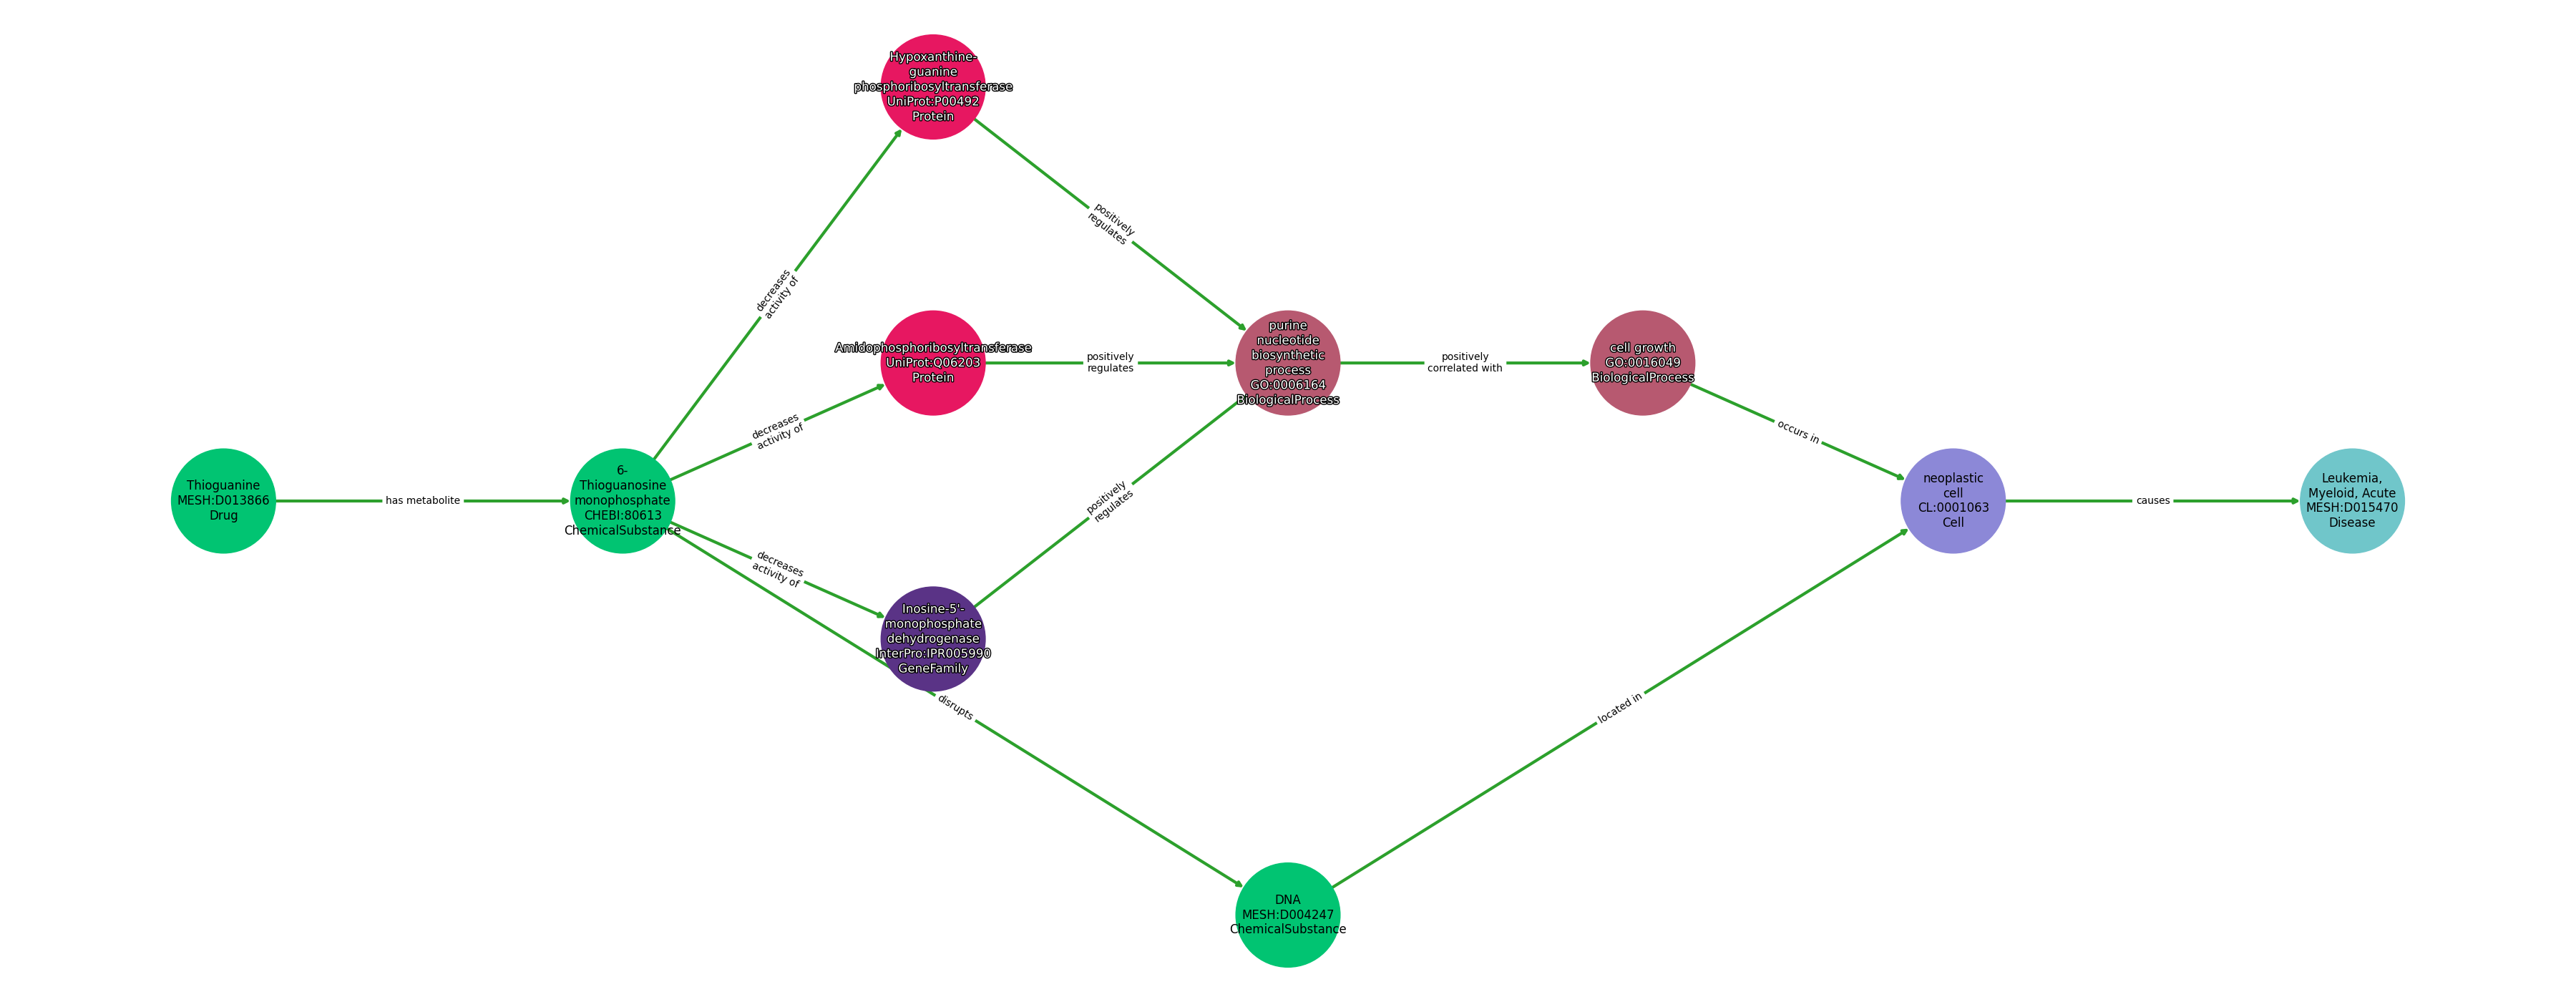 Hypoxanthine-
guanine
phosphoribosyltransferase
UniProt:P00492
Protein
positively
regulates
decreases
activity of
Amidophosphoribosyltransferase
UniProt:Q06203
Protein
positively
regulates
purine
nucleotide
biosynthetic
process
GO:0006164
BiologicalProcess
positively
correlated with
cell growth
GO:0016049
BiologicalProcess
decreases
activity of
occurs in
Thioguanine
MESH:D013866
Drug
has metabolite
6-
Thioguanosine
monophosphate
CHEBI:80613
ChemicalSubstance
positively
regulates
neoplastic
cell
CL:0001063
Cell
causes
Leukemia,
Myeloid, Acute
MESH:D015470
Disease
decreases
activity of
Inosine-5'-
monophosphate
dehydrogenase
InterPro:IPR005990
GeneFamily
disrupts
located in
DNA
MESH:D004247
ChemicalSubstance